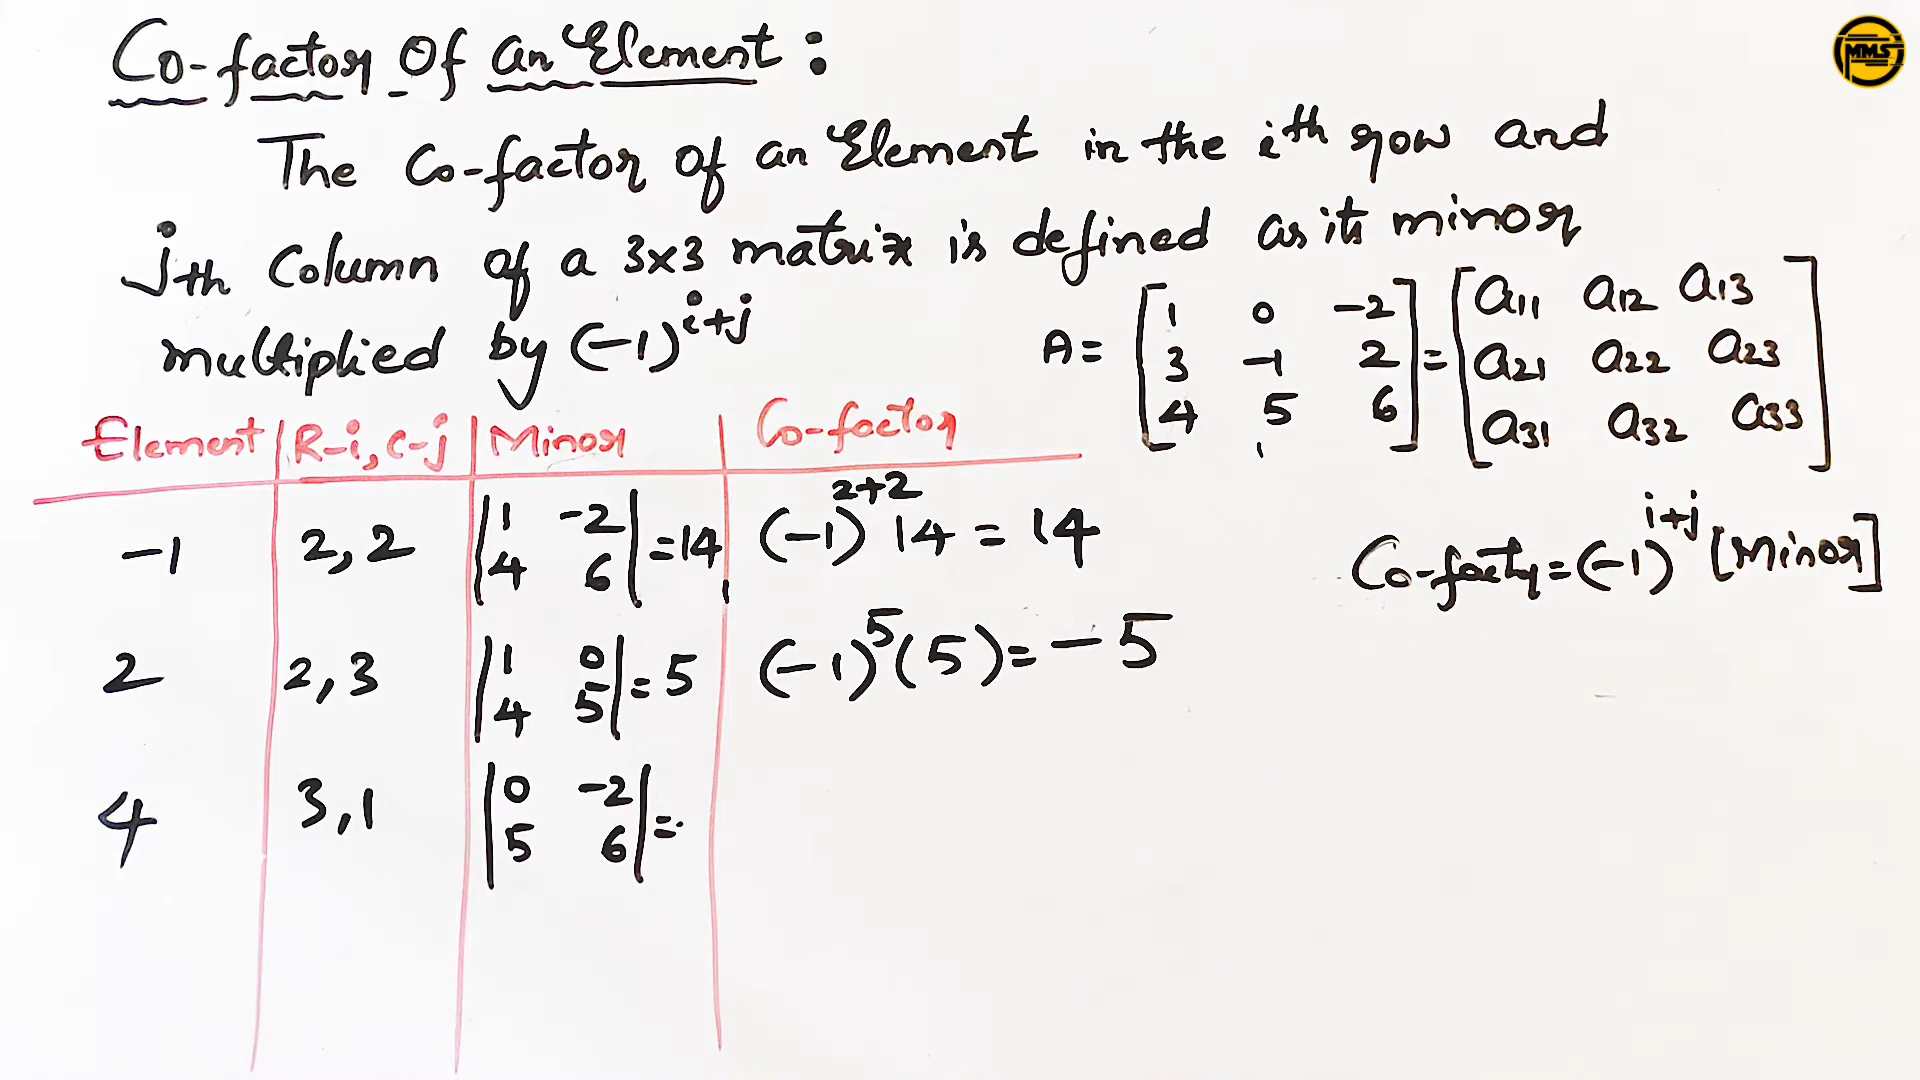 Co-factor Of an Element :
The Co-factor of an Element in the ith row and
jth Column of a 3x3 matrix is defined as its minor
multiplied by (-1)^i+j
A = [1 0 -2 = [a11 a12 a13
3 -1 2 a21 a22 a23
4 5 6] a31 a32 a33]
Element R-i, c-j Minor Co-factor
-1 2,2 |1 -2 4 6| = 14 (-1)^2+2 14 = 14
Co-factor = (-1)^i+j [Minor]
2 2,3 |1 0 4 5| = 5 (-1)^5 (5) = -5
4 3,1 |0 -2 5 6| =
MMS